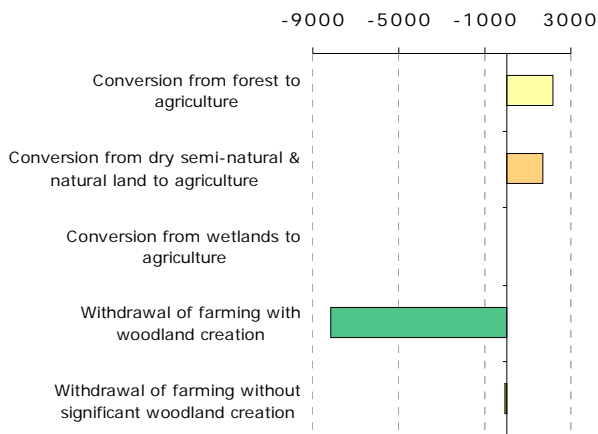 -9000 -5000 -1000 3000
Conversion from forest to
agriculture
Conversion from dry semi-natural &
natural land to agriculture
Conversion from wetlands to
agriculture
Withdrawal of farming with
woodland creation
Withdrawal of farming without
significant woodland creation